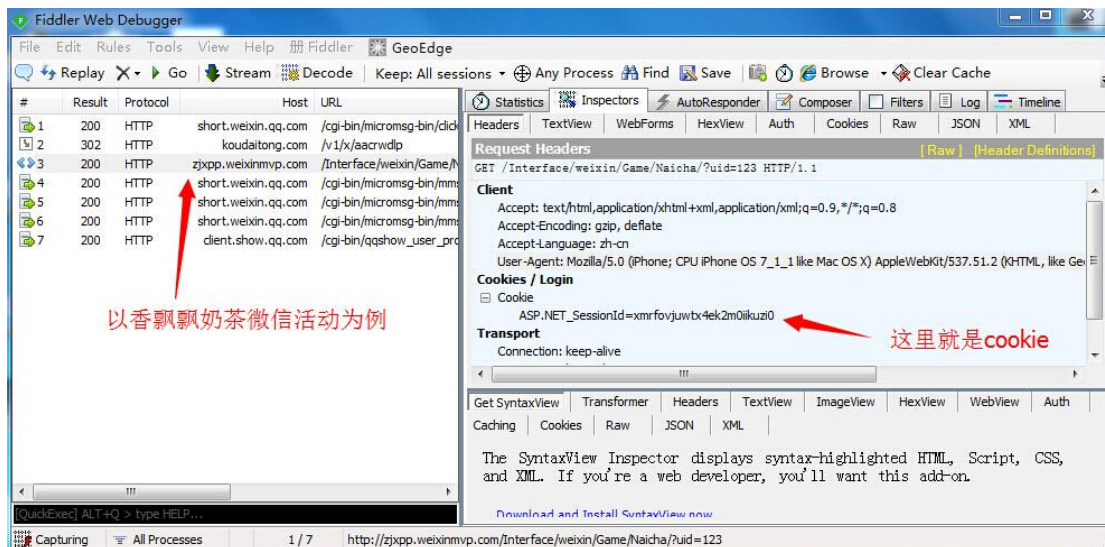 Fiddler Web Debugger
File Edit Rules Tools View Help 册 Fiddler GeoEdge
Replay Go Stream Decode Keep: All sessions Any Process Find Save Browse Clear Cache
# Result Protocol Host URL
1 200 HTTP short.weixin.qq.com /cgi-bin/micromsg-bin/click
2 302 HTTP koudaitong.com /v1/x/aacrwdlp
3 200 HTTP zjxpp.weixinmvp.com /Interface/weixin/Game/N
4 200 HTTP short.weixin.qq.com /cgi-bin/micromsg-bin/mm
5 200 HTTP short.weixin.qq.com /cgi-bin/micromsg-bin/mm
6 200 HTTP short.weixin.qq.com /cgi-bin/micromsg-bin/mm
7 200 HTTP client.show.qq.com /cgi-bin/qqshow_user_pro
以香飘飘奶茶微信活动为例
[QuickExec] ALT+Q > type HELP...
Statistics Inspectors AutoResponder Composer Filters Log Timeline
Headers TextView WebForms HexView Auth Cookies Raw JSON XML
Request Headers [ Raw ] [Header Definitions]
GET /Interface/weixin/Game/Naicha/?uid=123 HTTP/1.1
Client
Accept: text/html,application/xhtml+xml,application/xml;q=0.9,*/*;q=0.8
Accept-Encoding: gzip, deflate
Accept-Language: zh-cn
User-Agent: Mozilla/5.0 (iPhone; CPU iPhone OS 7_1_1 like Mac OS X) AppleWebKit/537.51.2 (KHTML, like Ge
Cookies / Login
Cookie
ASP.NET_SessionId=xmrfovjuwtx4ek2m0iikuzi0
这里就是cookie
Transport
Connection: keep-alive
Get SyntaxView Transformer Headers TextView ImageView HexView WebView Auth
Caching Cookies Raw JSON XML
The SyntaxView Inspector displays syntax-highlighted HTML, Script, CSS,
and XML. If you're a web developer, you'll want this add-on.
Download and Install SyntaxView now
Capturing All Processes 1 / 7 http://zjxpp.weixinmvp.com/Interface/weixin/Game/Naicha/?uid=123